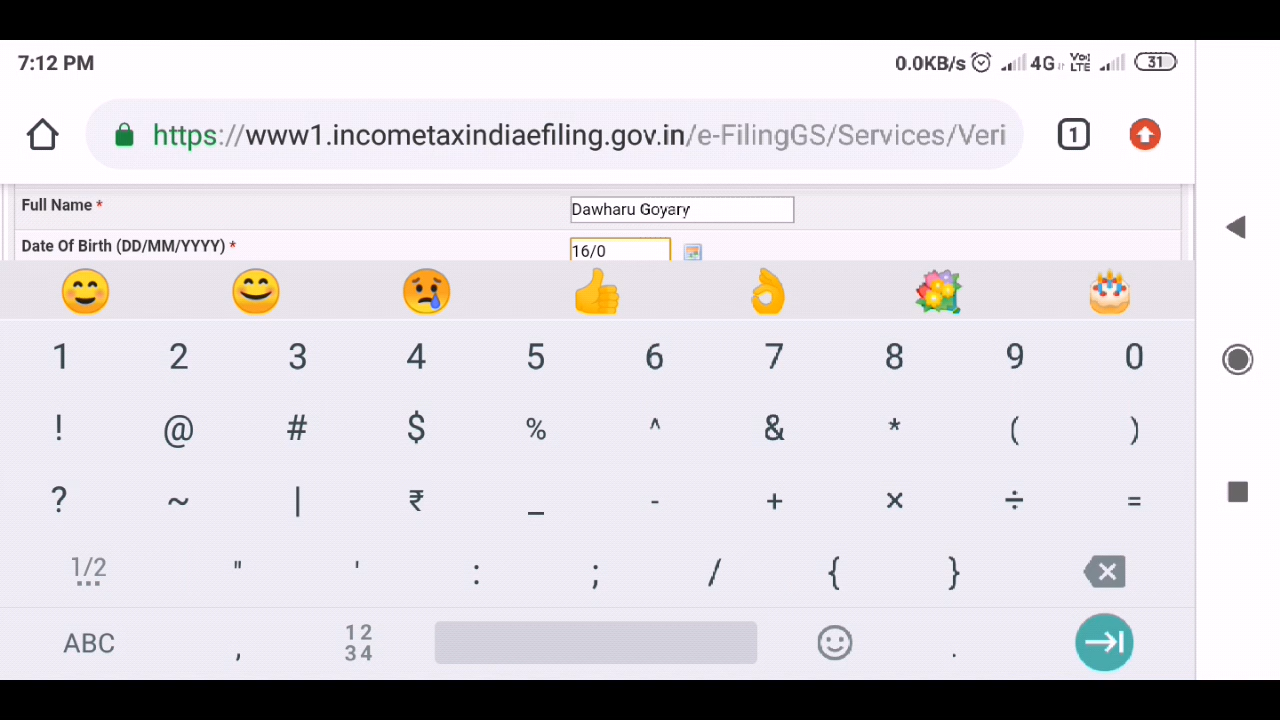 7:12 PM 0.0KB/s 4G VoLTE 31
https://www1.incometaxindiaefiling.gov.in/e-FilingGS/Services/Veri 1
Full Name * Dawharu Goyary
Date Of Birth (DD/MM/YYYY) * 16/0
1 2 3 4 5 6 7 8 9 0
! @ # $ % ^ & * ( )
? ~ | ₹ _ - + × ÷ =
1/2 " ' : ; / { }
ABC , 12 34 .